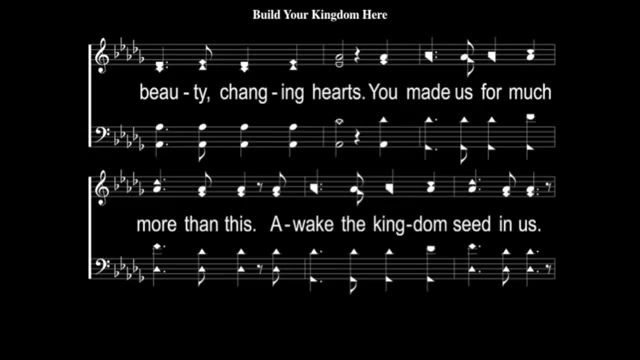 Build Your Kingdom Here
beau - ty, chang - ing hearts. You made us for much
more than this. A - wake the king - dom seed in us.